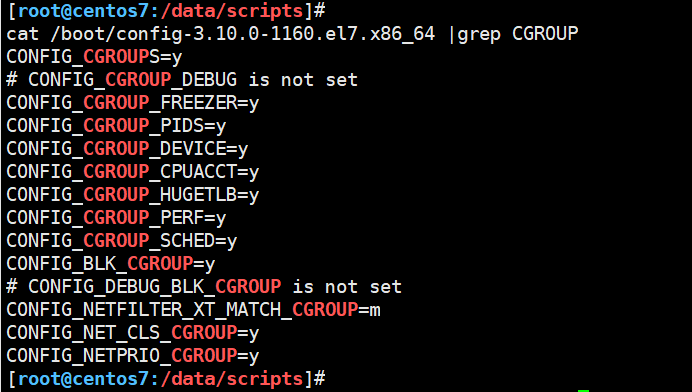 [root@centos7:/data/scripts]#
cat /boot/config-3.10.0-1160.el7.x86_64 |grep CGROUP
CONFIG_CGROUPS=y
# CONFIG_CGROUP_DEBUG is not set
CONFIG_CGROUP_FREEZER=y
CONFIG_CGROUP_PIDS=y
CONFIG_CGROUP_DEVICE=y
CONFIG_CGROUP_CPUACCT=y
CONFIG_CGROUP_HUGETLB=y
CONFIG_CGROUP_PERF=y
CONFIG_CGROUP_SCHED=y
CONFIG_BLK_CGROUP=y
# CONFIG_DEBUG_BLK_CGROUP is not set
CONFIG_NETFILTER_XT_MATCH_CGROUP=m
CONFIG_NET_CLS_CGROUP=y
CONFIG_NETPRIO_CGROUP=y
[root@centos7:/data/scripts]#